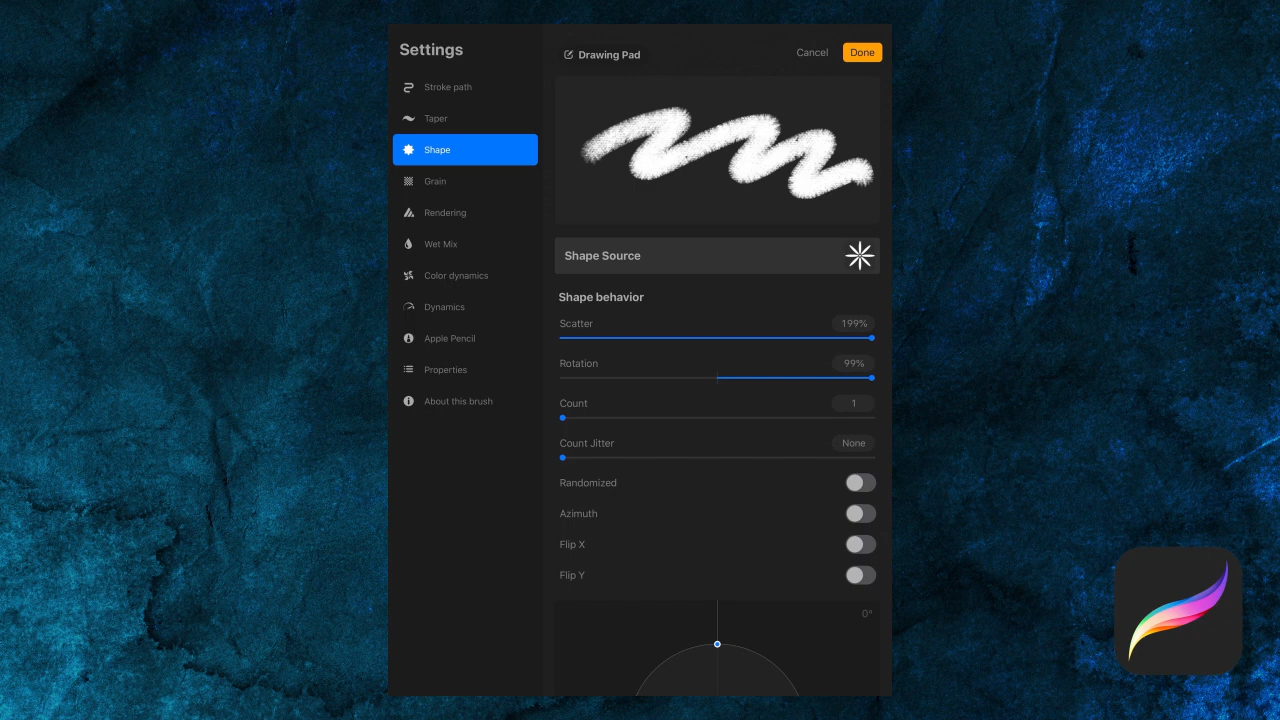 Settings
Stroke path
Taper
Shape
Grain
Rendering
Wet Mix
Color dynamics
Dynamics
Apple Pencil
Properties
About this brush
Drawing Pad
Cancel
Done
Shape Source
Shape behavior
Scatter 199%
Rotation 99%
Count 1
Count Jitter None
Randomized
Azimuth
Flip X
Flip Y
0°